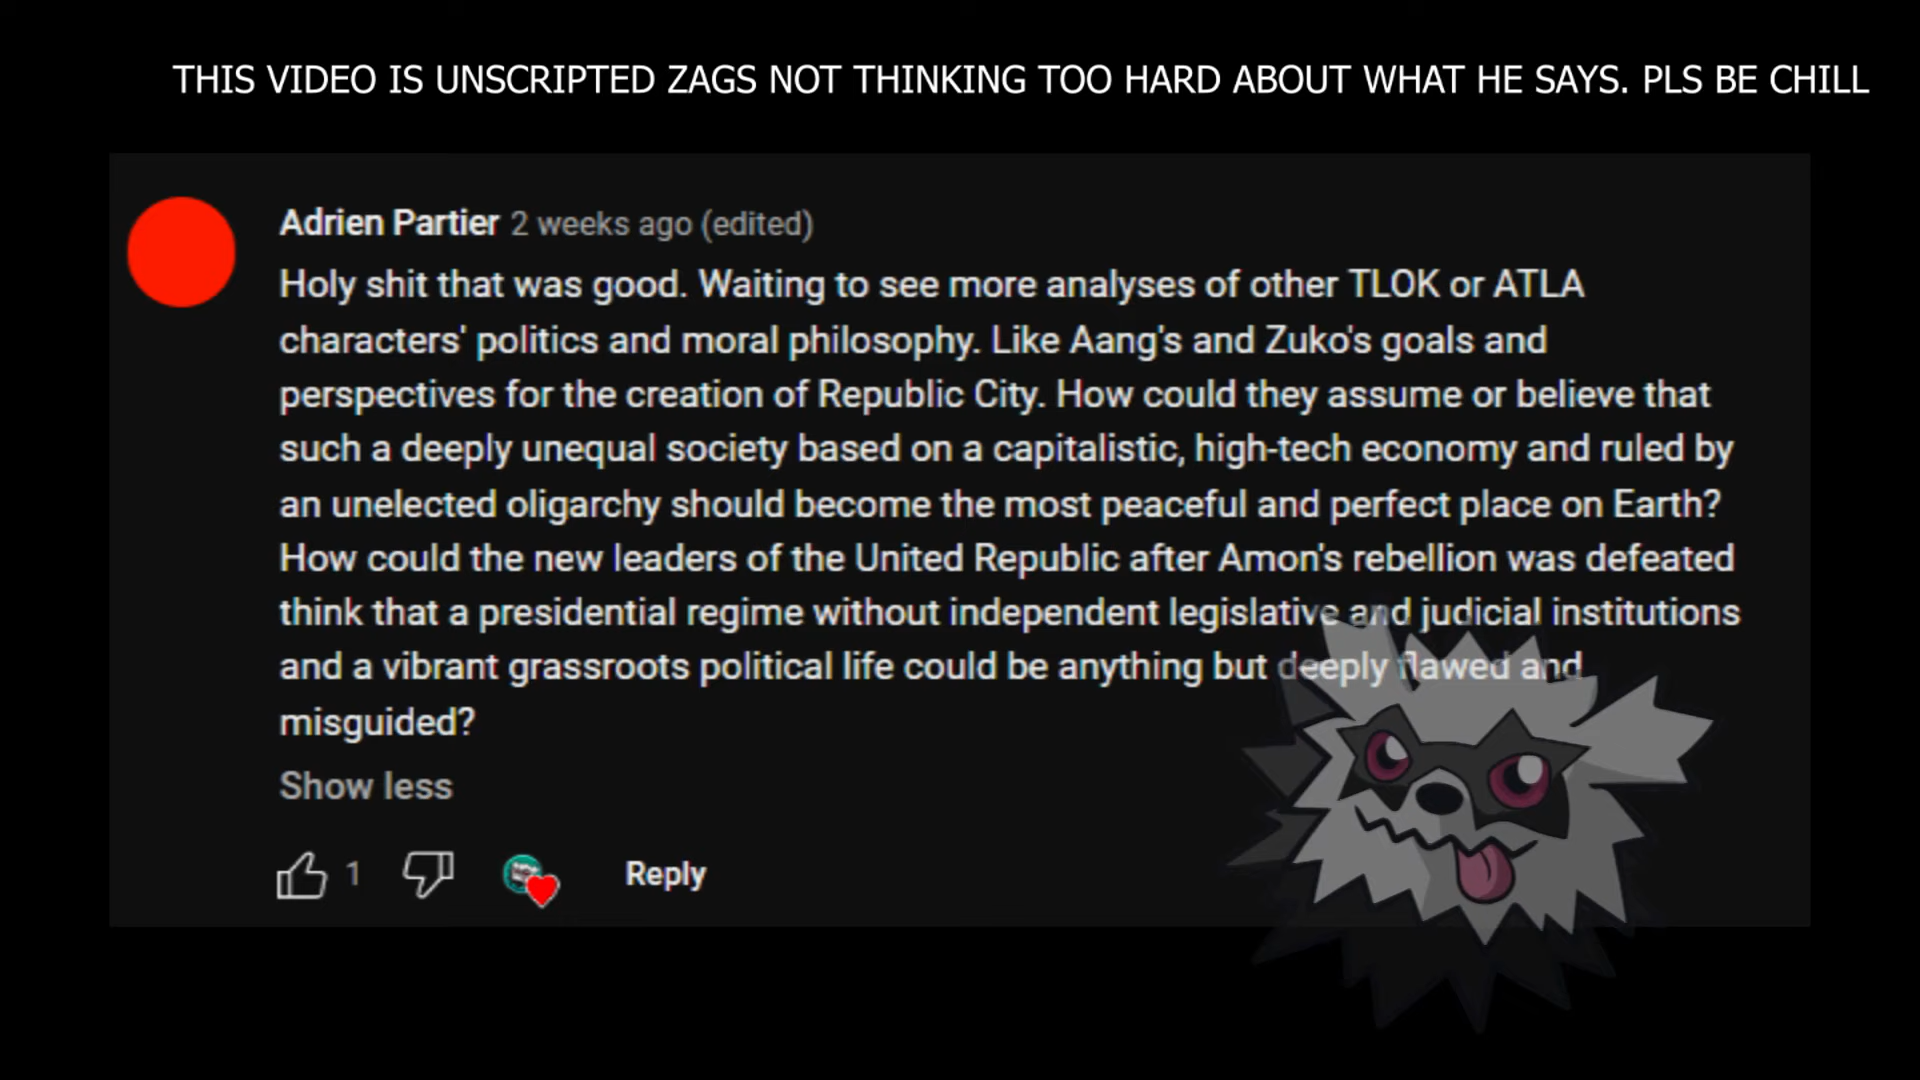 THIS VIDEO IS UNSCRIPTED ZAGS NOT THINKING TOO HARD ABOUT WHAT HE SAYS. PLS BE CHILL
Adrien Partier 2 weeks ago (edited)
Holy shit that was good. Waiting to see more analyses of other TLOK or ATLA
characters' politics and moral philosophy. Like Aang's and Zuko's goals and
perspectives for the creation of Republic City. How could they assume or believe that
such a deeply unequal society based on a capitalistic, high-tech economy and ruled by
an unelected oligarchy should become the most peaceful and perfect place on Earth?
How could the new leaders of the United Republic after Amon's rebellion was defeated
think that a presidential regime without independent legislative and judicial institutions
and a vibrant grassroots political life could be anything but deeply flawed and
misguided?
Show less
1 Reply